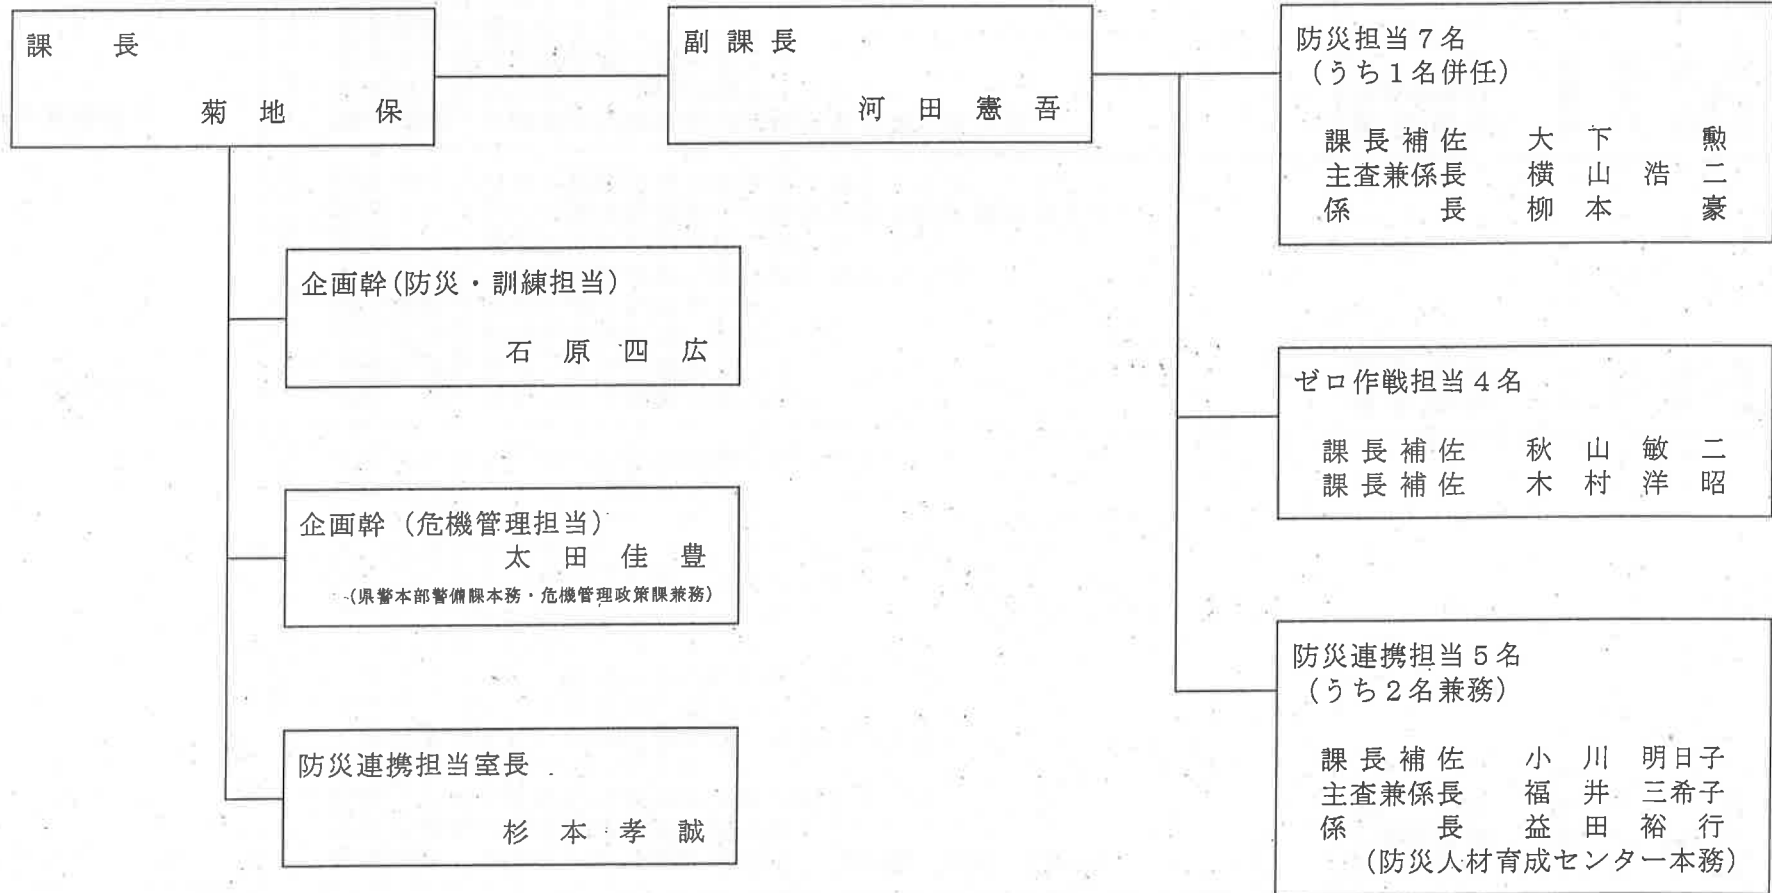 課　長
菊地　保
副課長
河田憲吾
企画幹(防災・訓練担当)
石原四広
企画幹(危機管理担当)
太田佳豊
(県警本部警備課本務・危機管理政策課兼務)
防災連携担当室長
杉本孝誠
防災担当7名
(うち1名併任)
課長補佐　大下　勲
主査兼係長　横山浩二
係　長　柳本　豪
ゼロ作戦担当4名
課長補佐　秋山敏二
課長補佐　木村洋昭
防災連携担当5名
(うち2名兼務)
課長補佐　小川明日子
主査兼係長　福井三希子
係　長　益田裕行
(防災人材育成センター本務)